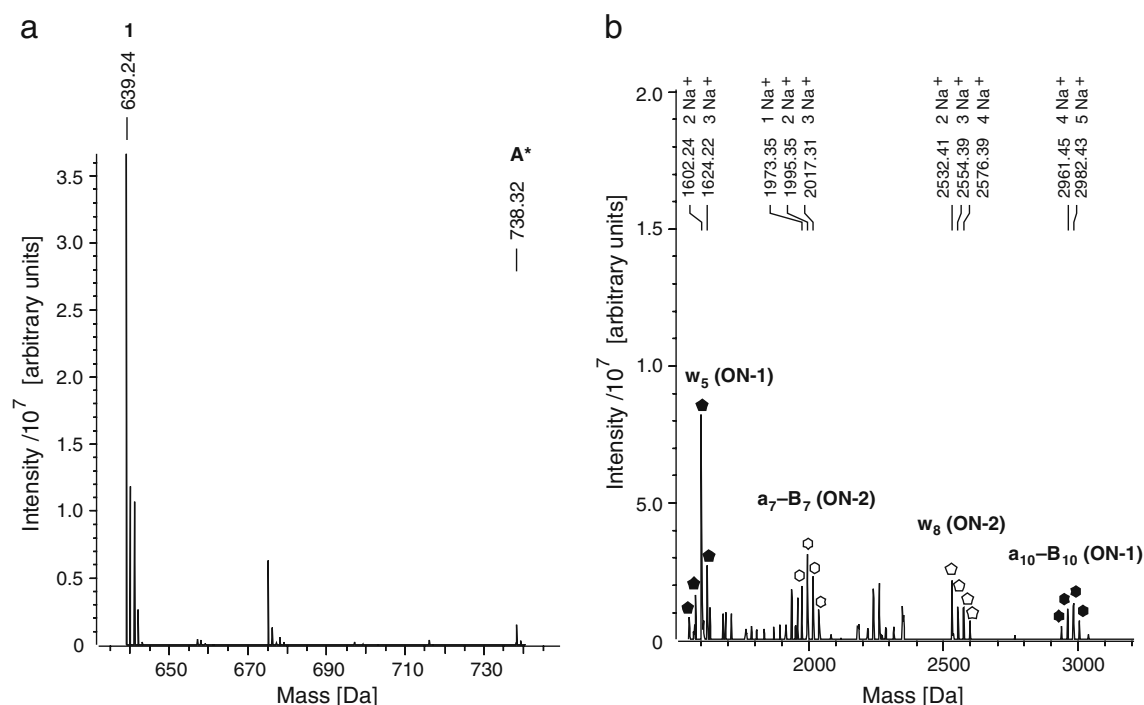 a
1
639.24
A*
738.32
Intensity /10⁷ [arbitrary units]
3.5
3.0
2.5
2.0
1.5
1.0
0.5
0
650
670
690
710
730
Mass [Da]
b
1602.24 2 Na⁺
1624.22 3 Na⁺
1973.35 1 Na⁺
1995.35 2 Na⁺
2017.31 3 Na⁺
2532.41 2 Na⁺
2554.39 3 Na⁺
2576.39 4 Na⁺
2961.45 4 Na⁺
2982.43 5 Na⁺
Intensity /10⁷ [arbitrary units]
2.0
1.5
1.0
5.0
0
w₅ (ON-1)
a₇–B₇ (ON-2)
w₈ (ON-2)
a₁₀–B₁₀ (ON-1)
2000
2500
3000
Mass [Da]